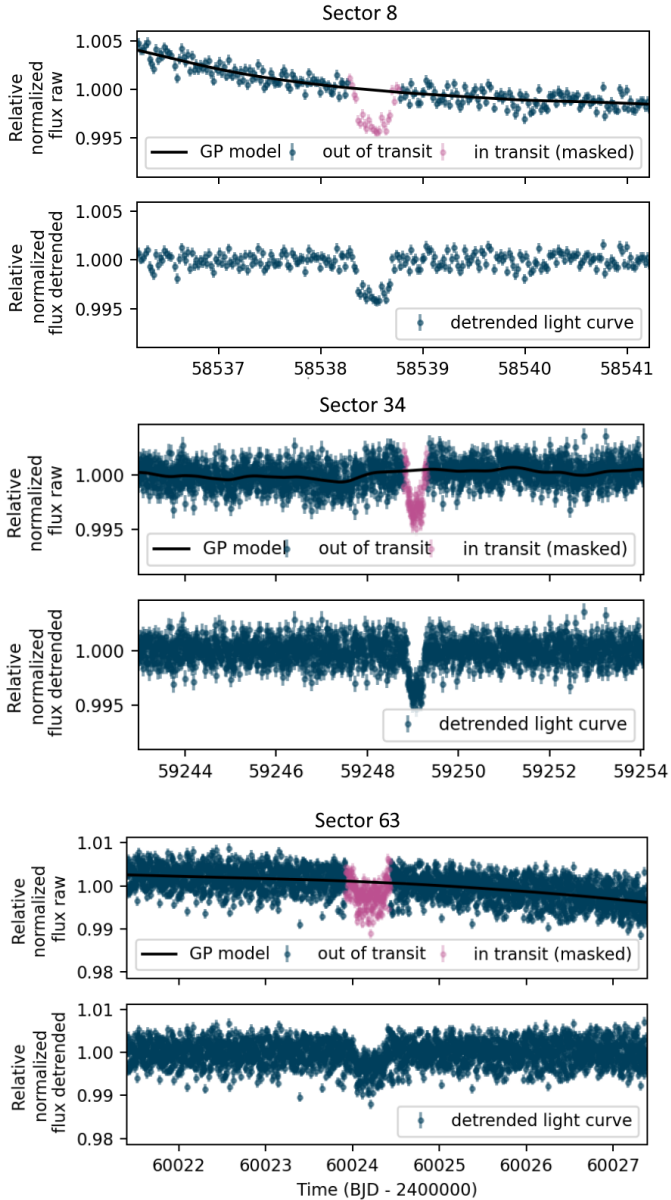 Sector 8
Relative
normalized
flux raw
1.005
1.000
0.995
GP model
out of transit
in transit (masked)
Relative
normalized
flux detrended
1.005
1.000
0.995
detrended light curve
58537
58538
58539
58540
58541
Sector 34
Relative
normalized
flux raw
1.000
0.995
GP model
out of transit
in transit (masked)
Relative
normalized
flux detrended
1.000
0.995
detrended light curve
59244
59246
59248
59250
59252
59254
Sector 63
Relative
normalized
flux raw
1.01
1.00
0.99
0.98
GP model
out of transit
in transit (masked)
Relative
normalized
flux detrended
1.01
1.00
0.99
0.98
detrended light curve
60022
60023
60024
60025
60026
60027
Time (BJD - 2400000)